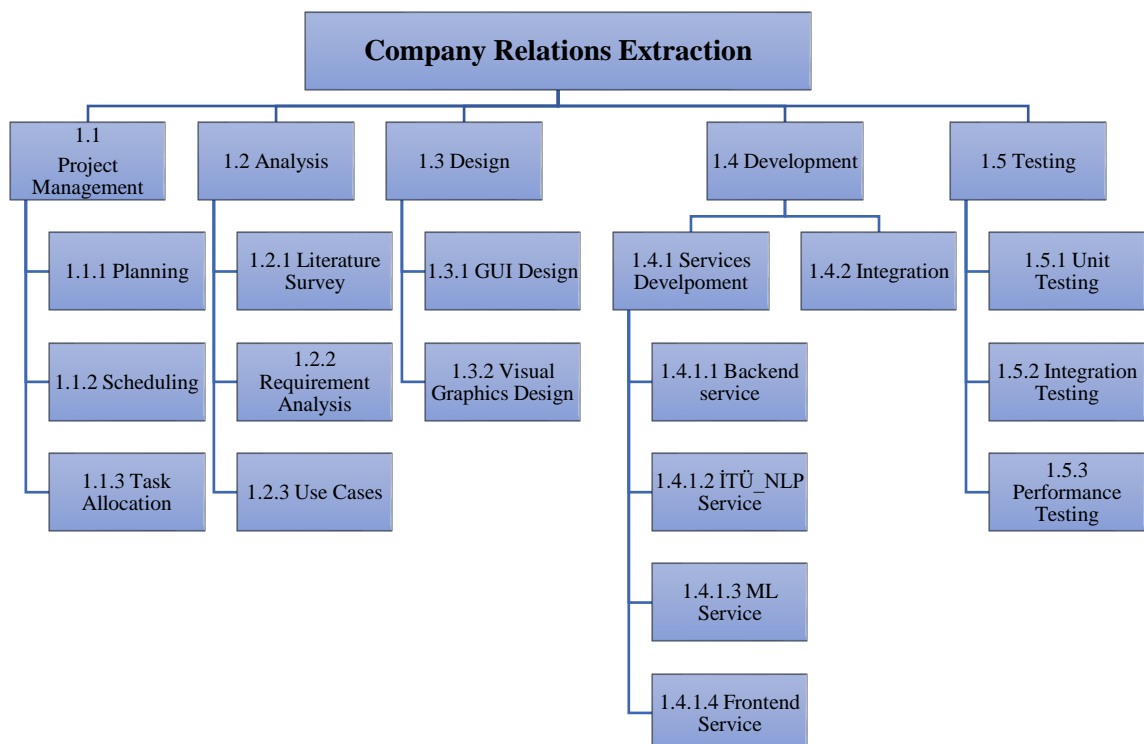 Company Relations Extraction
1.1
Project
Management
1.2 Analysis
1.3 Design
1.4 Development
1.5 Testing
1.1.1 Planning
1.1.2 Scheduling
1.1.3 Task
Allocation
1.2.1 Literature
Survey
1.2.2
Requirement
Analysis
1.2.3 Use Cases
1.3.1 GUI Design
1.3.2 Visual
Graphics Design
1.4.1 Services
Develpoment
1.4.1.1 Backend
service
1.4.1.2 İTÜ_NLP
Service
1.4.1.3 ML
Service
1.4.1.4 Frontend
Service
1.4.2 Integration
1.5.1 Unit
Testing
1.5.2 Integration
Testing
1.5.3
Performance
Testing